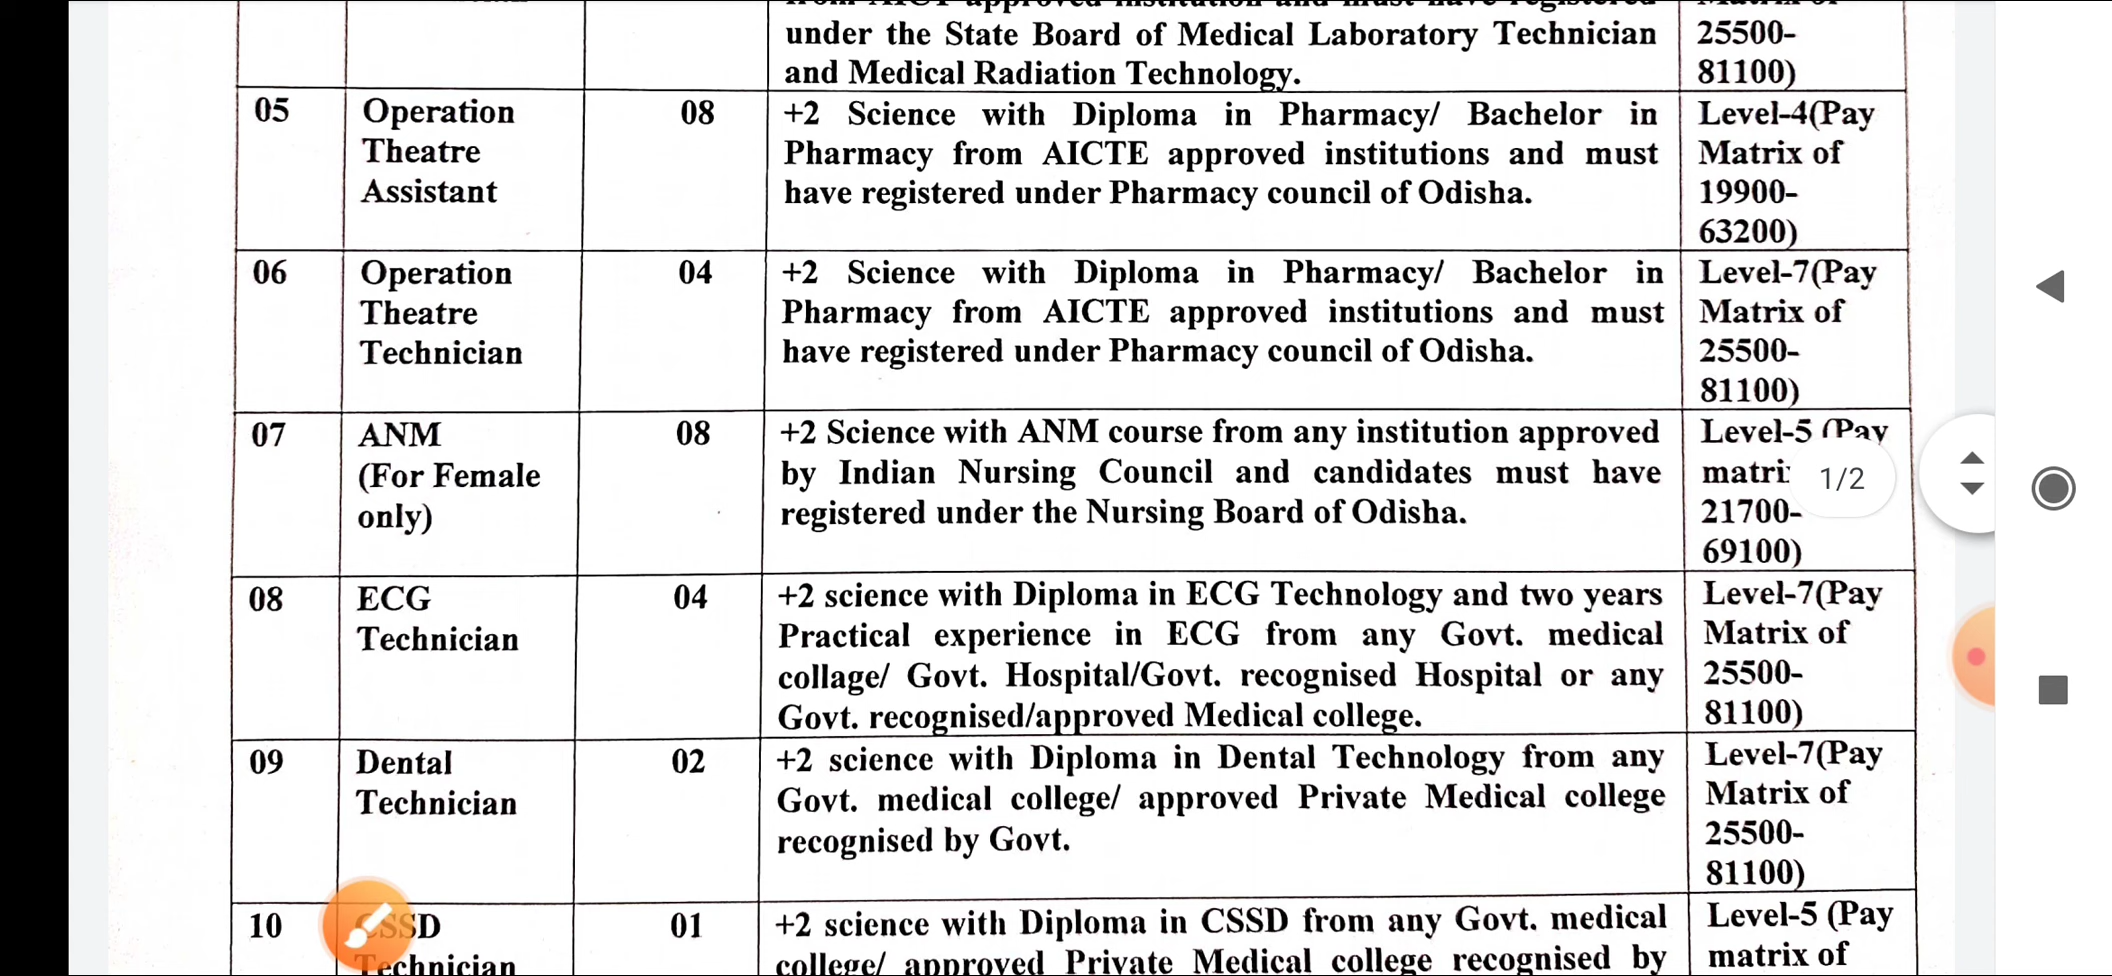 under the State Board of Medical Laboratory Technician
and Medical Radiation Technology.
25500-
81100)
05
Operation
Theatre
Assistant
08
+2 Science with Diploma in Pharmacy/ Bachelor in
Pharmacy from AICTE approved institutions and must
have registered under Pharmacy council of Odisha.
Level-4(Pay
Matrix of
19900-
63200)
06
Operation
Theatre
Technician
04
+2 Science with Diploma in Pharmacy/ Bachelor in
Pharmacy from AICTE approved institutions and must
have registered under Pharmacy council of Odisha.
Level-7(Pay
Matrix of
25500-
81100)
07
ANM
(For Female
only)
08
+2 Science with ANM course from any institution approved
by Indian Nursing Council and candidates must have
registered under the Nursing Board of Odisha.
Level-5 (Pay
21700-
69100)
1/2
08
ECG
Technician
04
+2 science with Diploma in ECG Technology and two years
Practical experience in ECG from any Govt. medical
collage/ Govt. Hospital/Govt. recognised Hospital or any
Govt. recognised/approved Medical college.
Level-7(Pay
Matrix of
25500-
81100)
09
Dental
Technician
02
+2 science with Diploma in Dental Technology from any
Govt. medical college/ approved Private Medical college
recognised by Govt.
Level-7(Pay
Matrix of
25500-
81100)
10
CSSD
Technician
01
+2 science with Diploma in CSSD from any Govt. medical
college/ approved Private Medical college recognised by
Level-5 (Pay
matrix of